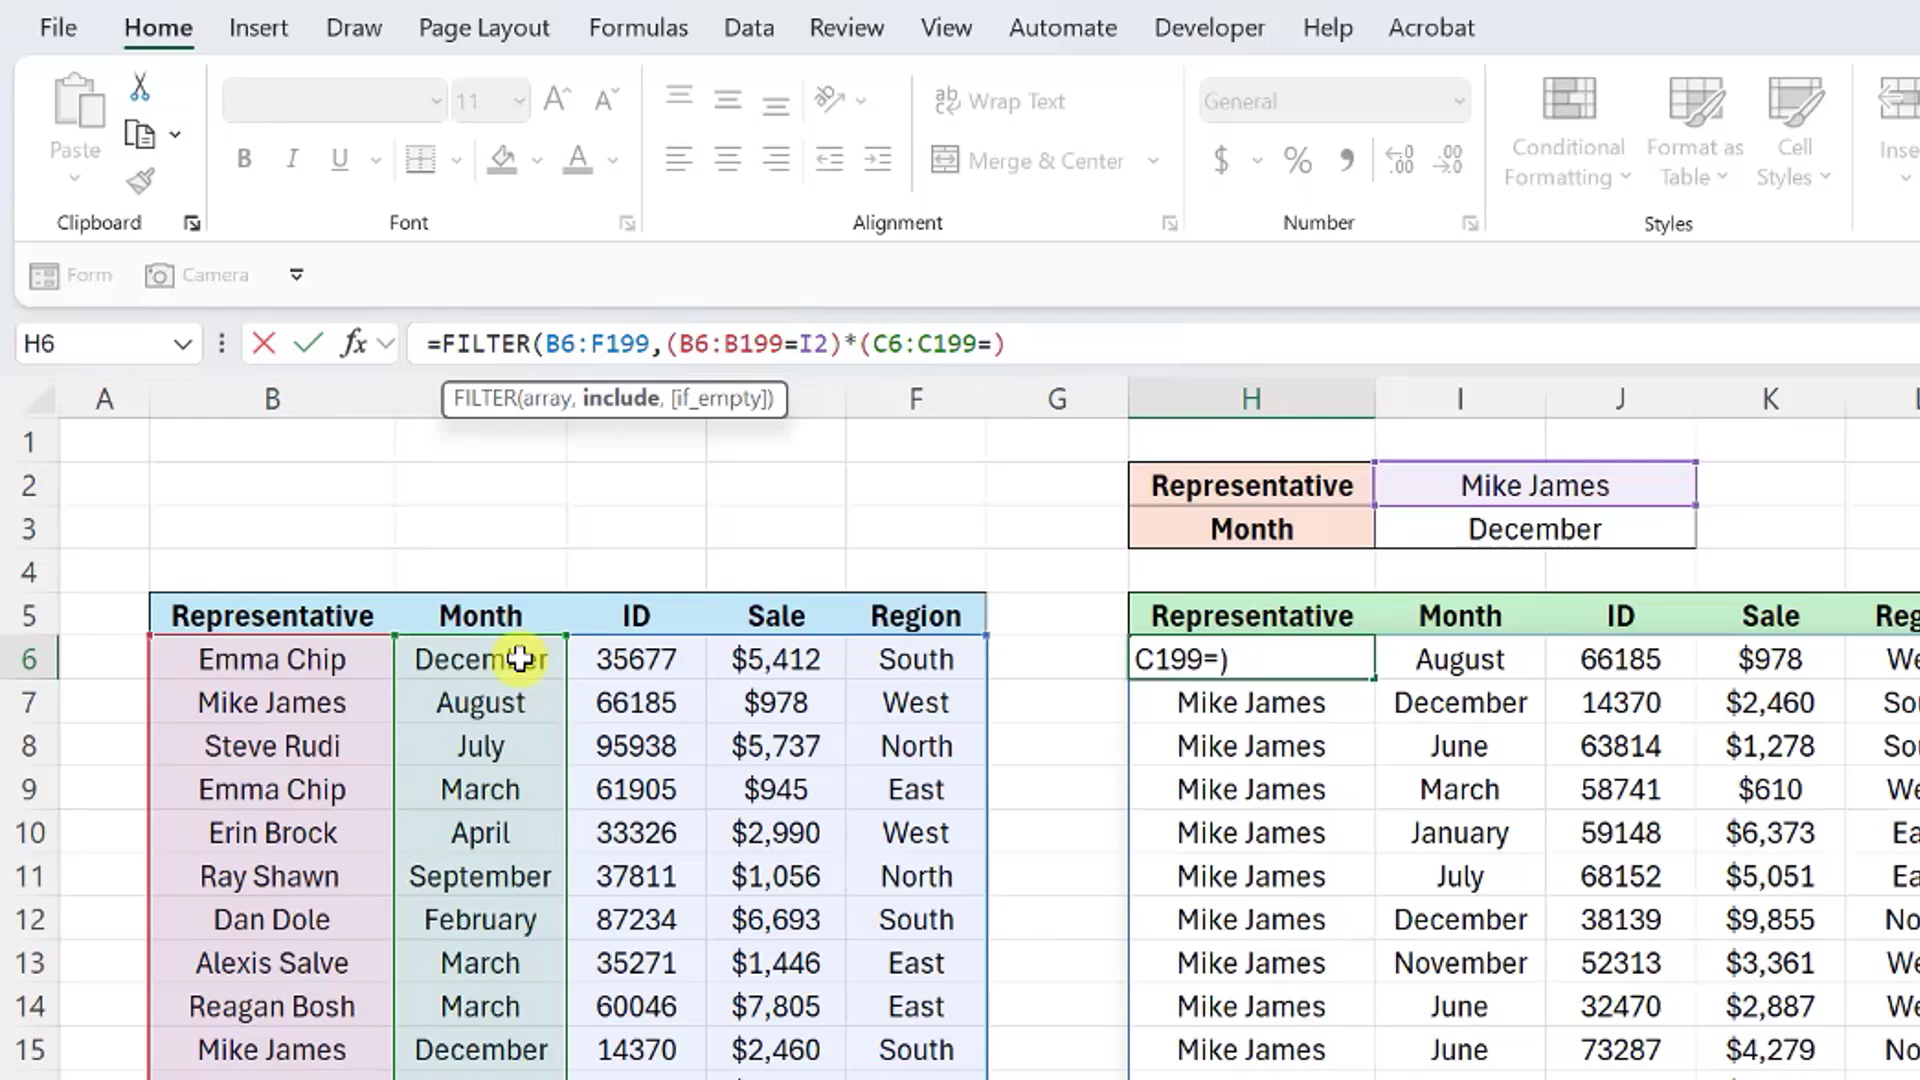 File Home Insert Draw Page Layout Formulas Data Review View Automate Developer Help Acrobat
Paste
Clipboard
11
B I U
Font
Wrap Text
Merge & Center
Alignment
General
$ %
Number
Conditional Formatting
Format as Table
Cell Styles
Styles
Form Camera
H6 fx =FILTER(B6:F199,(B6:B199=I2)*(C6:C199=)
FILTER(array, include, [if_empty])
A B F G H I J K
1
2 Representative Mike James
3 Month December
4
5 Representative Month ID Sale Region Representative Month ID Sale
6 Emma Chip December 35677 $5,412 South C199=) August 66185 $978
7 Mike James August 66185 $978 West Mike James December 14370 $2,460
8 Steve Rudi July 95938 $5,737 North Mike James June 63814 $1,278
9 Emma Chip March 61905 $945 East Mike James March 58741 $610
10 Erin Brock April 33326 $2,990 West Mike James January 59148 $6,373
11 Ray Shawn September 37811 $1,056 North Mike James July 68152 $5,051
12 Dan Dole February 87234 $6,693 South Mike James December 38139 $9,855
13 Alexis Salve March 35271 $1,446 East Mike James November 52313 $3,361
14 Reagan Bosh March 60046 $7,805 East Mike James June 32470 $2,887
15 Mike James December 14370 $2,460 South Mike James June 73287 $4,279